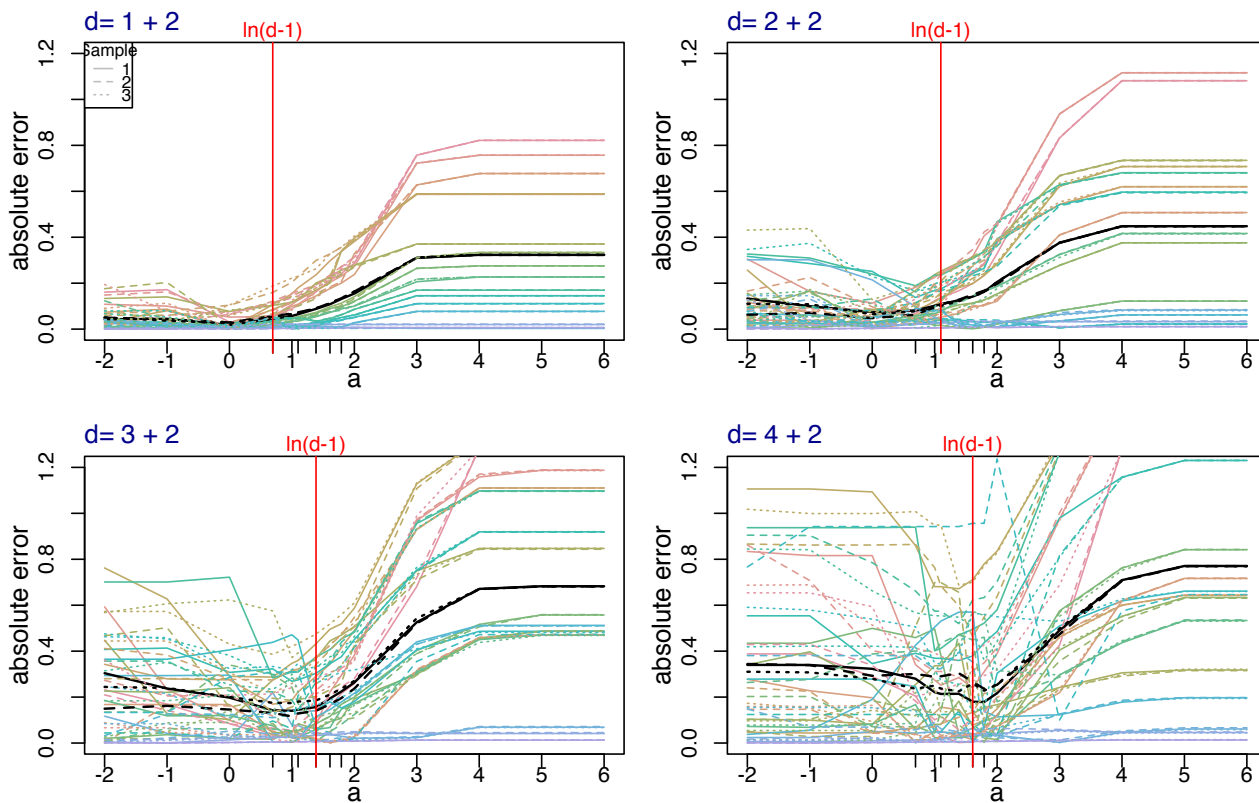 d= 1 + 2
ln(d-1)
Sample
1
2
3
absolute error
0.0 0.4 0.8 1.2
-2 -1 0 1 2 3 4 5 6
a
d= 2 + 2
ln(d-1)
absolute error
0.0 0.4 0.8 1.2
-2 -1 0 1 2 3 4 5 6
a
d= 3 + 2
ln(d-1)
absolute error
0.0 0.4 0.8 1.2
-2 -1 0 1 2 3 4 5 6
a
d= 4 + 2
ln(d-1)
absolute error
0.0 0.4 0.8 1.2
-2 -1 0 1 2 3 4 5 6
a